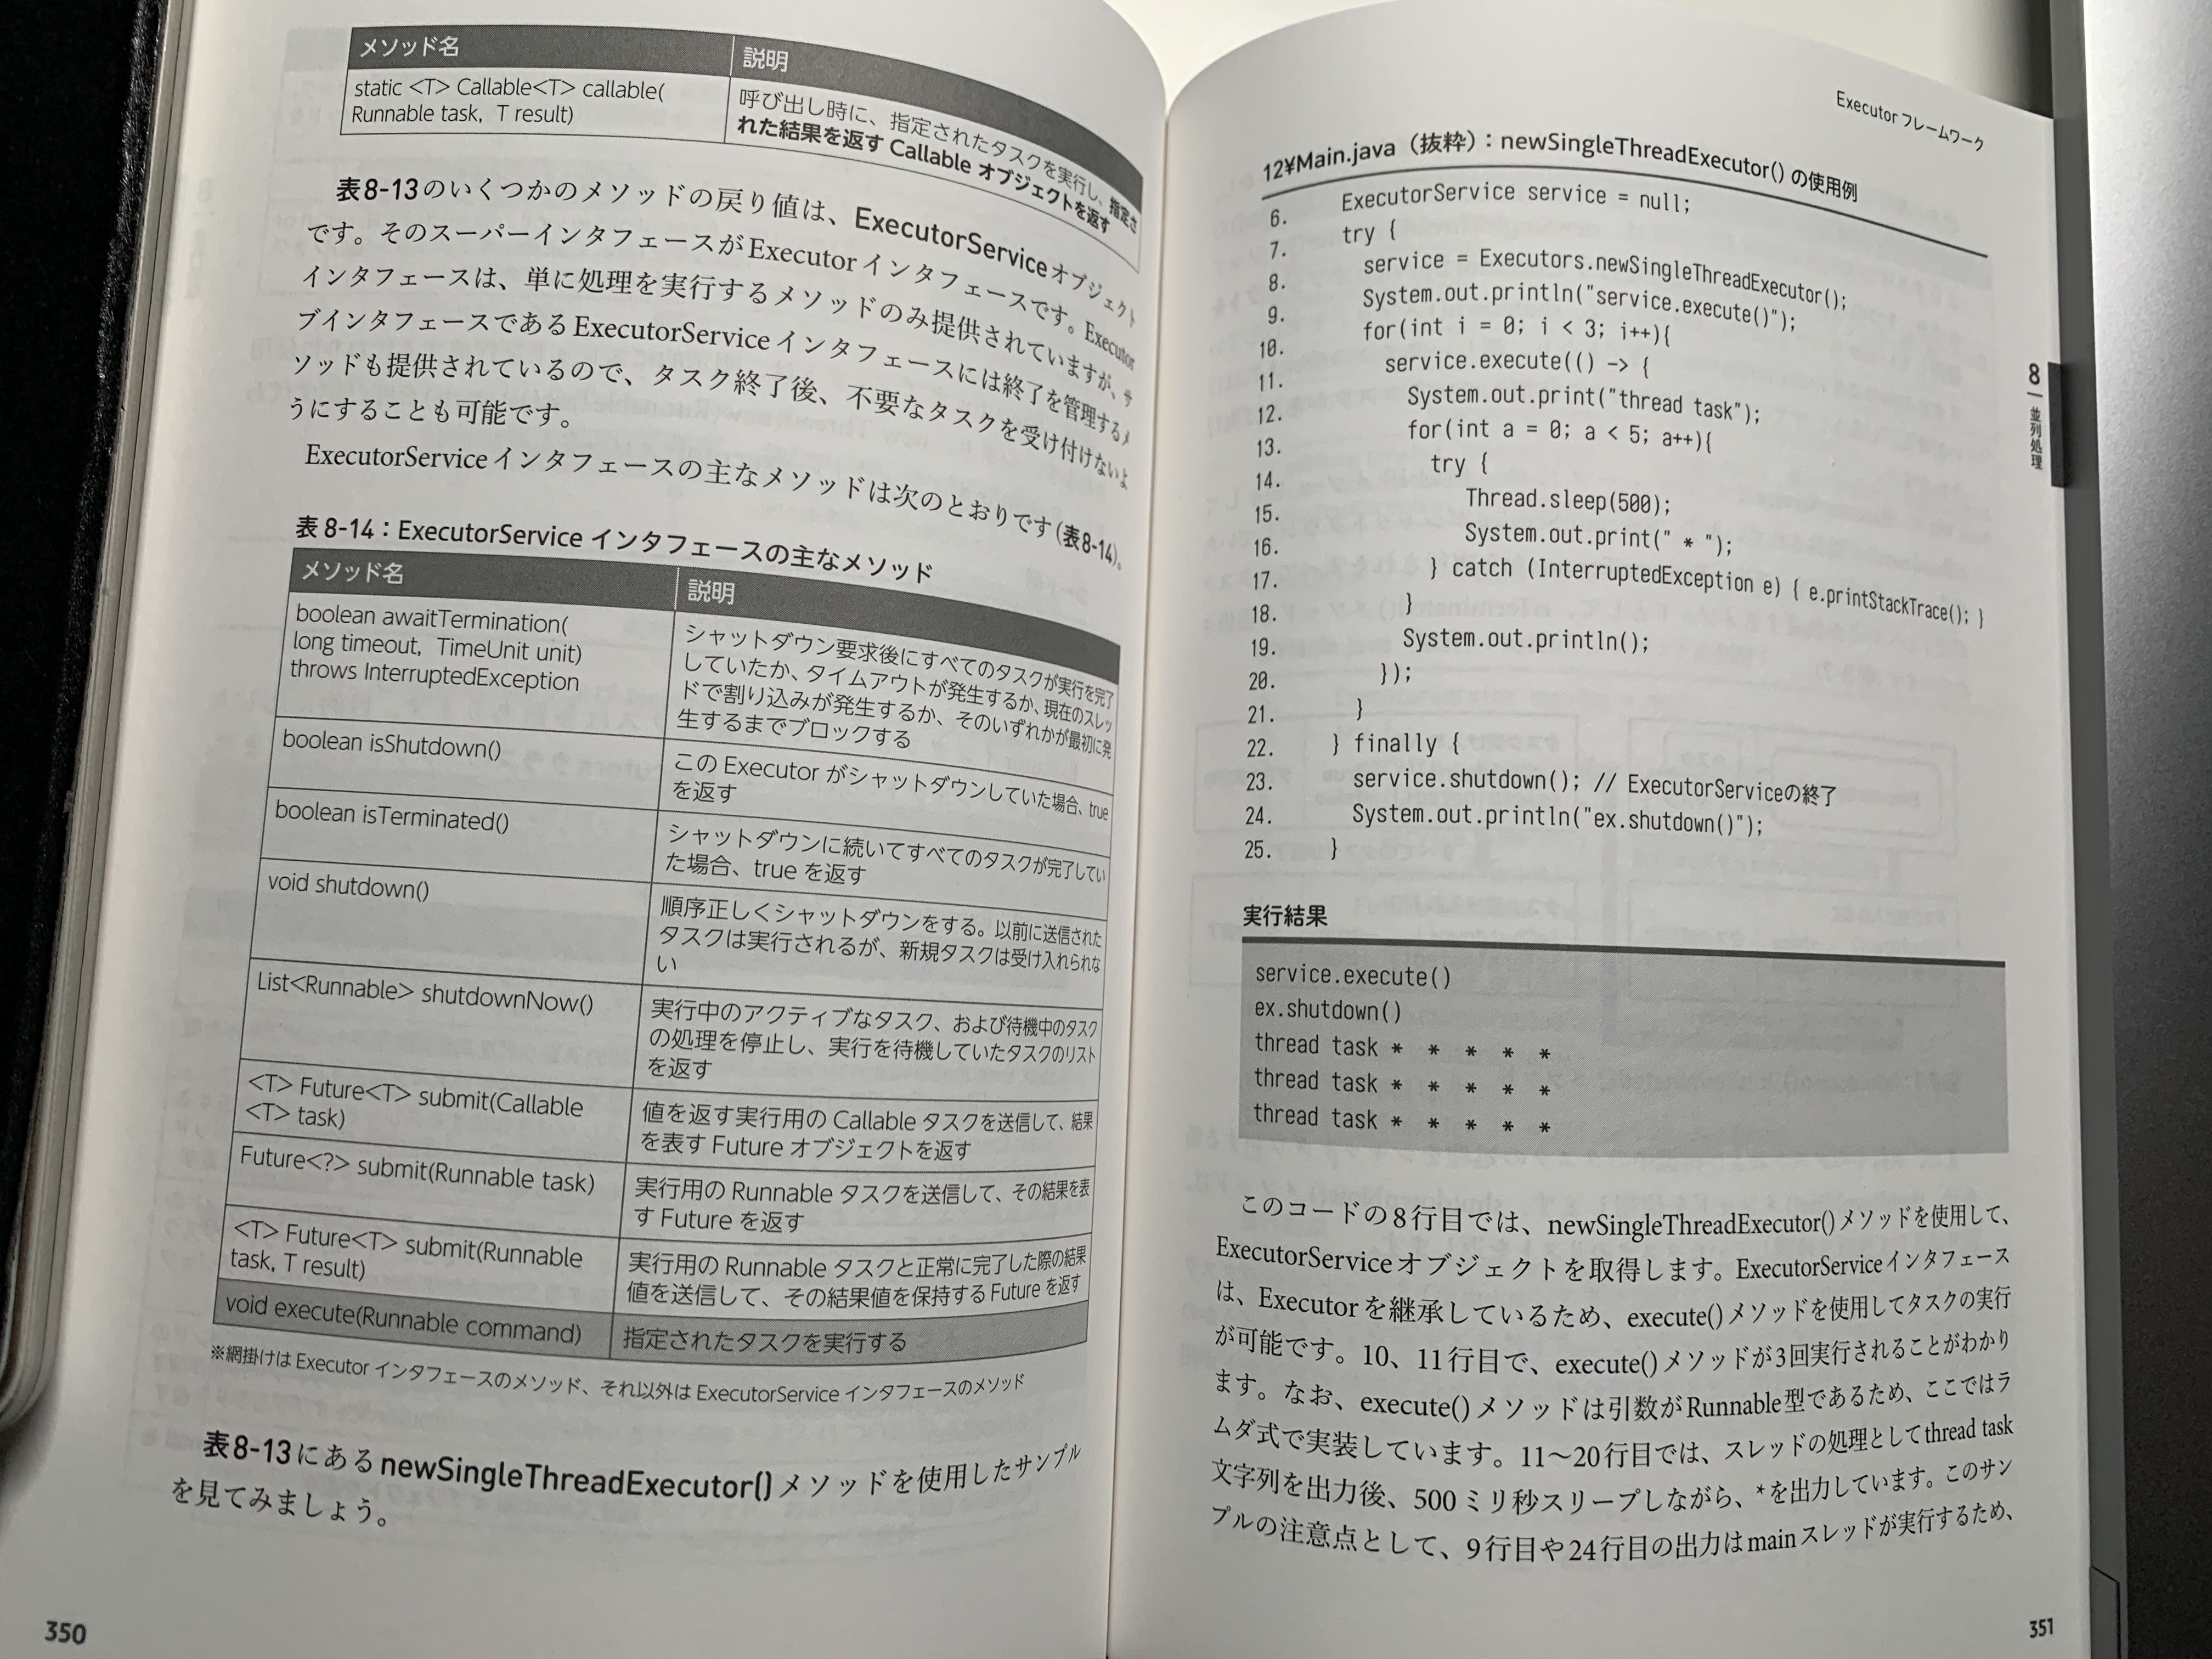 メソッド名 説明
static <T> Callable<T> callable(
Runnable task, T result)
呼び出し時に、指定されたタスクを実行し、指定さ
れた結果を返す Callable オブジェクトを返す
表8-13のいくつかのメソッドの戻り値は、ExecutorServiceオブジェクト
です。そのスーパーインタフェースがExecutorインタフェースです。Executor
インタフェースは、単に処理を実行するメソッドのみ提供されていますが、サ
ブインタフェースであるExecutorServiceインタフェースには終了を管理するメ
ソッドも提供されているので、タスク終了後、不要なタスクを受け付けないよ
うにすることも可能です。
ExecutorServiceインタフェースの主なメソッドは次のとおりです(表8-14)。
表8-14:ExecutorService インタフェースの主なメソッド
メソッド名 説明
boolean awaitTermination(
long timeout, TimeUnit unit)
throws InterruptedException
シャットダウン要求後にすべてのタスクが実行を完了
していたか、タイムアウトが発生するか、現在のスレッ
ドで割り込みが発生するか、そのいずれかが最初に発
生するまでブロックする
boolean isShutdown()
この Executor がシャットダウンしていた場合、true
を返す
boolean isTerminated()
シャットダウンに続いてすべてのタスクが完了してい
た場合、true を返す
void shutdown()
順序正しくシャットダウンをする。以前に送信された
タスクは実行されるが、新規タスクは受け入れられな
い
List<Runnable> shutdownNow()
実行中のアクティブなタスク、および待機中のタスク
の処理を停止し、実行を待機していたタスクのリスト
を返す
<T> Future<T> submit(Callable
<T> task)
値を返す実行用の Callable タスクを送信して、結果
を表す Future オブジェクトを返す
Future<?> submit(Runnable task)
実行用の Runnable タスクを送信して、その結果を表
す Future を返す
<T> Future<T> submit(Runnable
task, T result)
実行用の Runnable タスクと正常に完了した際の結果
値を送信して、その結果値を保持する Future を返す
void execute(Runnable command)
指定されたタスクを実行する
※網掛けは Executor インタフェースのメソッド、それ以外は ExecutorService インタフェースのメソッド
表8-13にあるnewSingleThreadExecutor()メソッドを使用したサンプル
を見てみましょう。
350
Executor フレームワーク
12¥Main.java(抜粋):newSingleThreadExecutor() の使用例
6. ExecutorService service = null;
7. try {
8. service = Executors.newSingleThreadExecutor();
9. System.out.println("service.execute()");
10. for(int i = 0; i < 3; i++){
11. service.execute(() -> {
12. System.out.print("thread task");
13. for(int a = 0; a < 5; a++){
14. try {
15. Thread.sleep(500);
16. System.out.print(" * ");
17. } catch (InterruptedException e) { e.printStackTrace(); }
18. }
19. System.out.println();
20. });
21. }
22. } finally {
23. service.shutdown(); // ExecutorServiceの終了
24. System.out.println("ex.shutdown()");
25. }
8
並列処理
実行結果
service.execute()
ex.shutdown()
thread task * * * * *
thread task * * * * *
thread task * * * * *
このコードの8行目では、newSingleThreadExecutor()メソッドを使用して、
ExecutorServiceオブジェクトを取得します。ExecutorServiceインタフェース
は、Executorを継承しているため、execute()メソッドを使用してタスクの実行
が可能です。10、11行目で、execute()メソッドが3回実行されることがわかり
ます。なお、execute()メソッドは引数がRunnable型であるため、ここではラ
ムダ式で実装しています。11〜20行目では、スレッドの処理としてthread task
文字列を出力後、500ミリ秒スリープしながら、*を出力しています。このサン
プルの注意点として、9行目や24行目の出力はmainスレッドが実行するため、
351